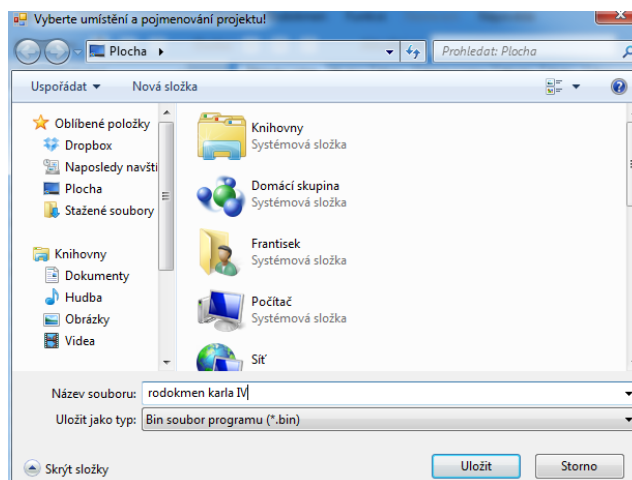 Vyberte umístění a pojmenování projektu!
Plocha
Prohledat: Plocha
Uspořádat
Nová složka
Oblíbené položky
Dropbox
Naposledy navští
Plocha
Stažené soubory
Knihovny
Dokumenty
Hudba
Obrázky
Videa
Knihovny
Systémová složka
Domácí skupina
Systémová složka
Frantisek
Systémová složka
Počítač
Systémová složka
Síť
Název souboru: rodokmen karla IV
Uložit jako typ: Bin soubor programu (*.bin)
Skrýt složky
Uložit
Storno